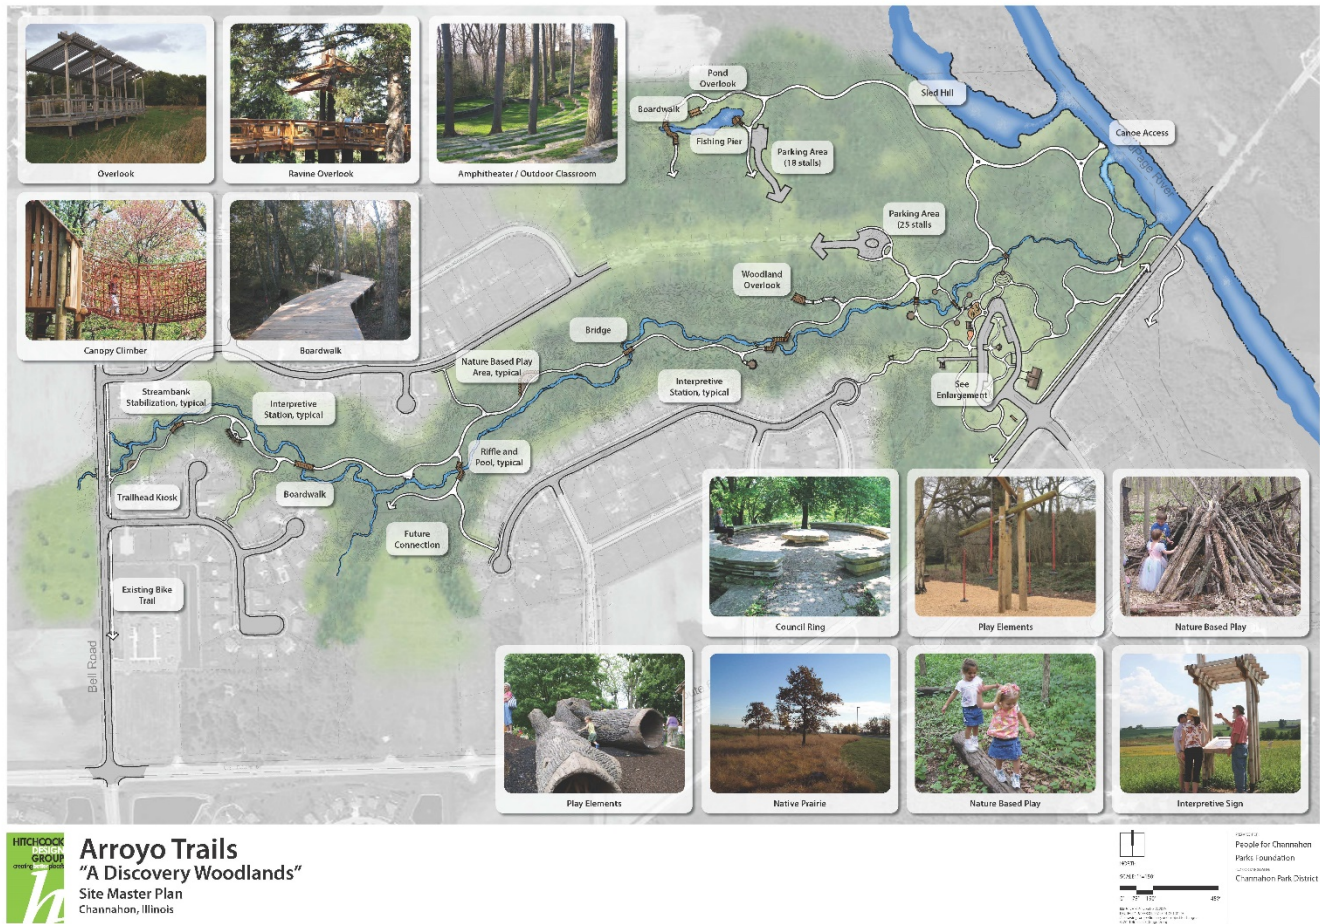 Overlook
Ravine Overlook
Amphitheater / Outdoor Classroom
Canopy Climber
Boardwalk
Pond
Overlook
Boardwalk
Fishing Pier
Parking Area
(18 stalls)
Sled Hill
Canoe Access
Parking Area
(25 stalls
Woodland
Overlook
Bridge
Nature Based Play
Area, typical
Interpretive
Station, typical
See
Enlargement
Streambank
Stabilization, typical
Interpretive
Station, typical
Riffle and
Pool, typical
Trailhead Kiosk
Boardwalk
Future
Connection
Existing Bike
Trail
Bell Road
River
Council Ring
Play Elements
Nature Based Play
Play Elements
Native Prairie
Nature Based Play
Interpretive Sign
HITCHCOCK
DESIGN
GROUP
Arroyo Trails
"A Discovery Woodlands"
Site Master Plan
Channahon, Illinois
NORTH
People for Channahon
Parks Foundation
Channahon Park District